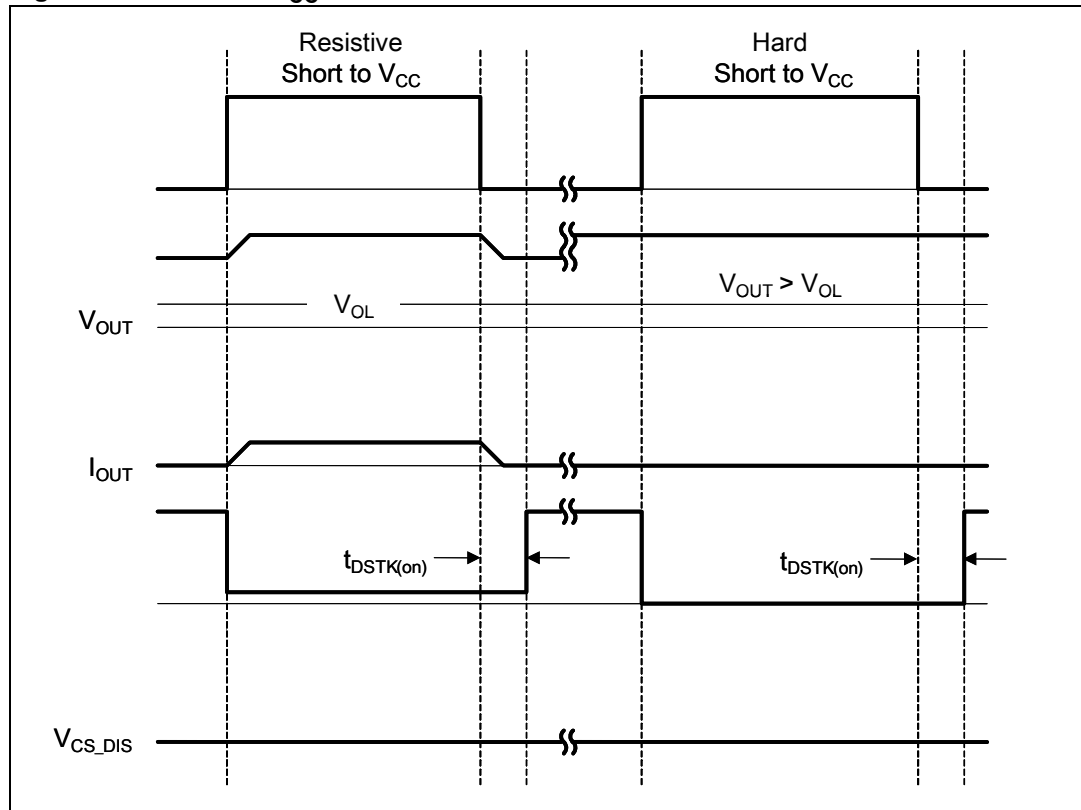 Resistive
Short to VCC
Hard
Short to VCC
VOL
VOUT > VOL
VOUT
IOUT
tDSTK(on)
tDSTK(on)
VCS_DIS